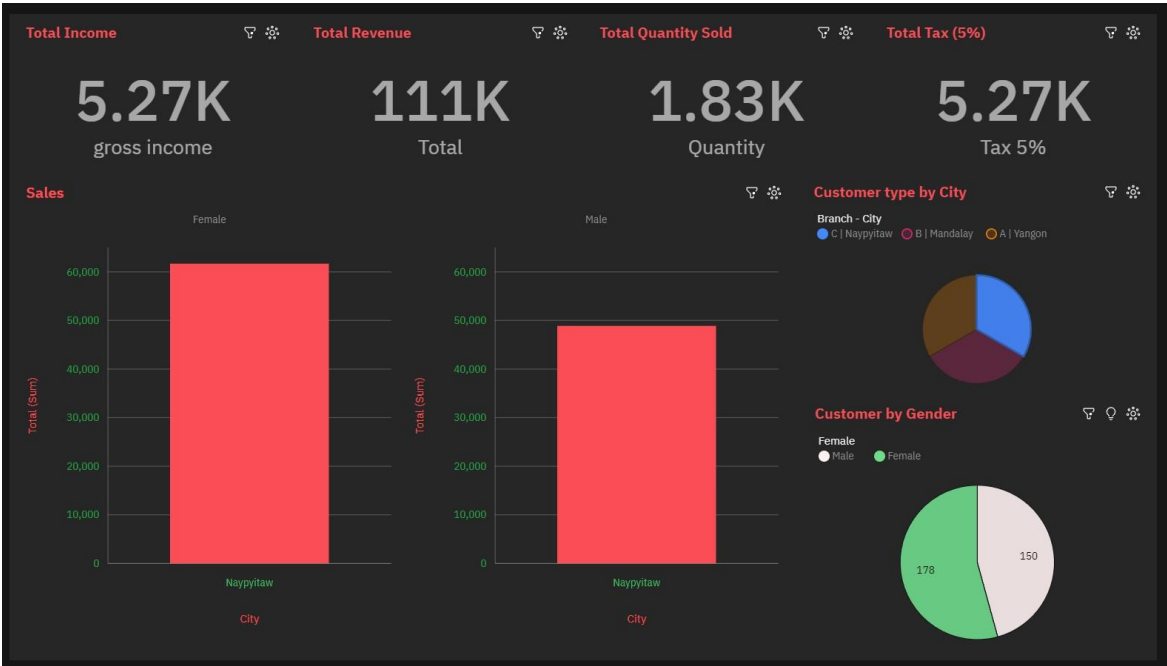 Total Income
Total Revenue
Total Quantity Sold
Total Tax (5%)
5.27K
gross income
111K
Total
1.83K
Quantity
5.27K
Tax 5%
Sales
Female
Male
Total (Sum)
60,000
50,000
40,000
30,000
20,000
10,000
0
Naypyitaw
City
Total (Sum)
60,000
50,000
40,000
30,000
20,000
10,000
0
Naypyitaw
City
Customer type by City
Branch - City
C | Naypyitaw B | Mandalay A | Yangon
Customer by Gender
Female
Male Female
178
150